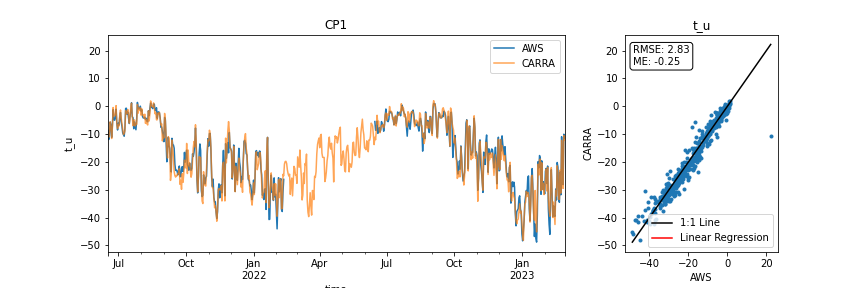 CP1
t_u
AWS
CARRA
20
10
0
−10
−20
−30
−40
−50
t_u
Jul
Oct
Jan
2022
Apr
Jul
Oct
Jan
2023
time
RMSE: 2.83
ME: -0.25
20
10
0
−10
−20
−30
−40
−50
CARRA
1:1 Line
Linear Regression
−40
−20
0
20
AWS